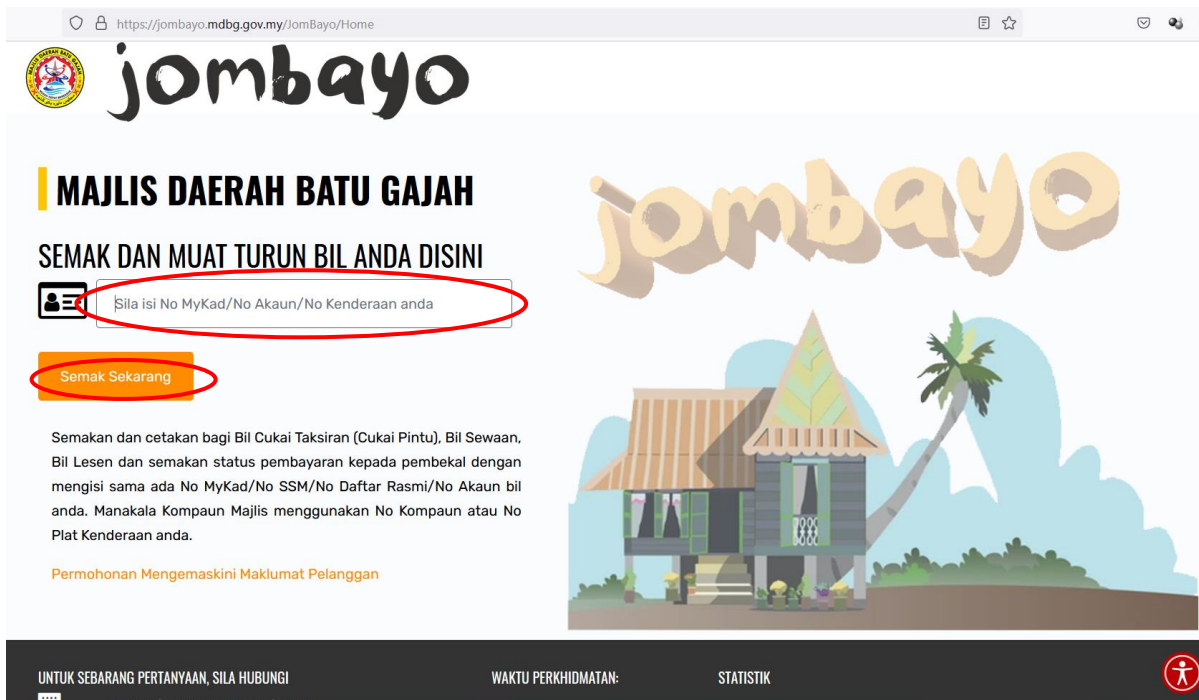 https://jombayo.mdbg.gov.my/JomBayo/Home
jombayo
MAJLIS DAERAH BATU GAJAH
jombayo
SEMAK DAN MUAT TURUN BIL ANDA DISINI
Sila isi No MyKad/No Akaun/No Kenderaan anda
Semak Sekarang
Semakan dan cetakan bagi Bil Cukai Taksiran (Cukai Pintu), Bil Sewaan,
Bil Lesen dan semakan status pembayaran kepada pembekal dengan
mengisi sama ada No MyKad/No SSM/No Daftar Rasmi/No Akaun bil
anda. Manakala Kompaun Majlis menggunakan No Kompaun atau No
Plat Kenderaan anda.
Permohonan Mengemaskini Maklumat Pelanggan
UNTUK SEBARANG PERTANYAAN, SILA HUBUNGI
WAKTU PERKHIDMATAN:
STATISTIK